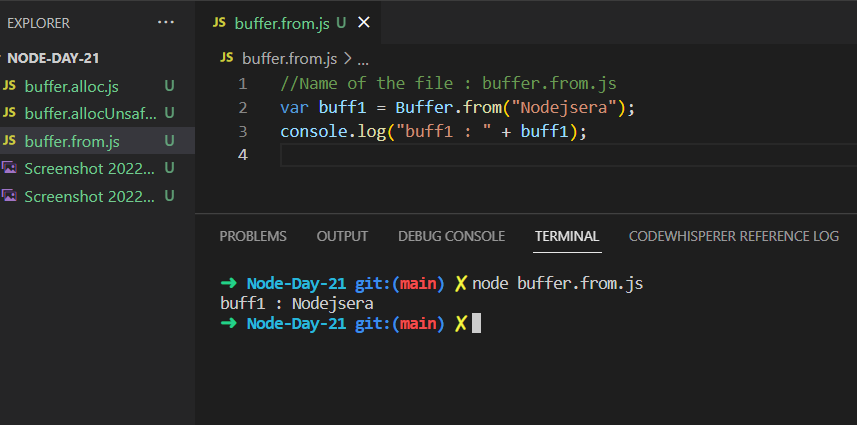 EXPLORER ...
NODE-DAY-21
JS buffer.alloc.js U
JS buffer.allocUnsaf... U
JS buffer.from.js U
Screenshot 2022... U
Screenshot 2022... U
JS buffer.from.js U ×
JS buffer.from.js > ...
1 //Name of the file : buffer.from.js
2 var buff1 = Buffer.from("Nodejsera");
3 console.log("buff1 : " + buff1);
4
PROBLEMS OUTPUT DEBUG CONSOLE TERMINAL CODEWHISPERER REFERENCE LOG
➜ Node-Day-21 git:(main) ✗ node buffer.from.js
buff1 : Nodejsera
➜ Node-Day-21 git:(main) ✗